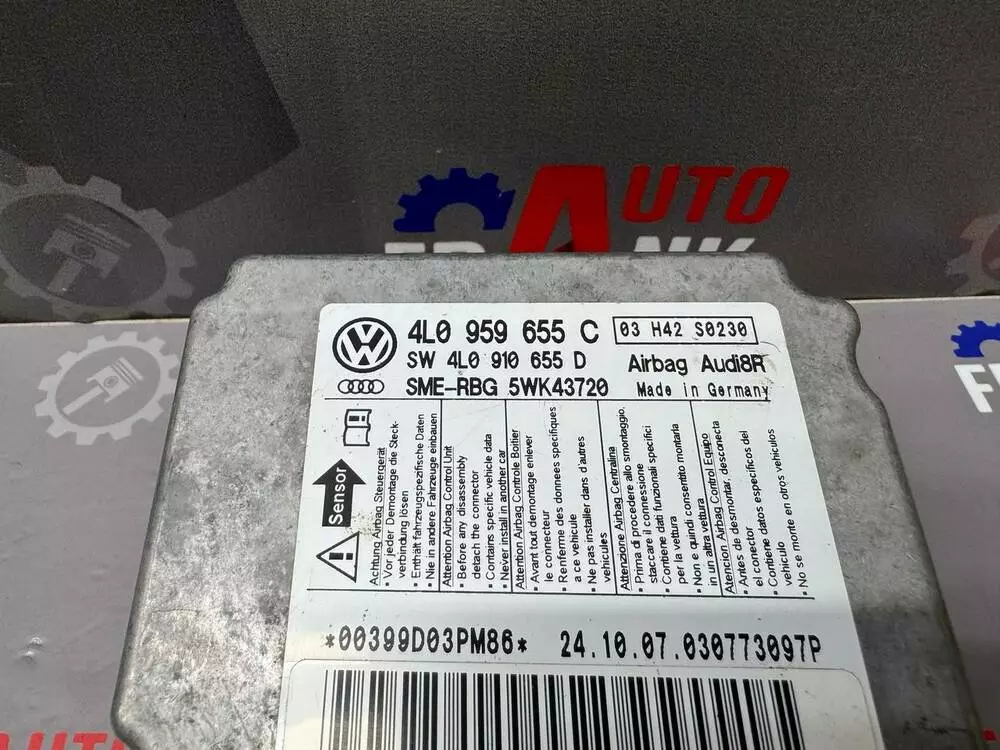 AUTO
FRANK
4L0 959 655 C
03 H42 S0230
SW 4L0 910 655 D
Airbag Audi8R
SME-RBG 5WK43720
Made in Germany
Sensor
Achtung Airbag Steuergerät
• Vor jeder Demontage die Steck-
verbindung lösen
• Enthält fahrzeugspezifische Daten
• Nie in andere Fahrzeuge einbauen
Attention Airbag Control Unit
• Before any disassembly
detach the connector
• Contains specific vehicle data
• Never install in another car
Attention Airbag Controle Boitier
• Avant tout demontage enlever
le connecteur
• Renferme des donnees specifiques
a ce vehicule
• Ne pas installer dans d'autres
vehicules
Attenzione Airbag Centralina
• Prima di procedere allo smontaggio,
staccare il connessione
• Contiene dati funzionali specifici
per la vettura
• Non e quindi consentito montarla
in un altra vettura
Atencion Airbag Control Equipo
• Antes de desmontar, desconecta
el conector
• Contiene datos especificos del
vehiculo
• No se monte en otros vehiculos
*00399D03PM86* 24.10.07.030773097P